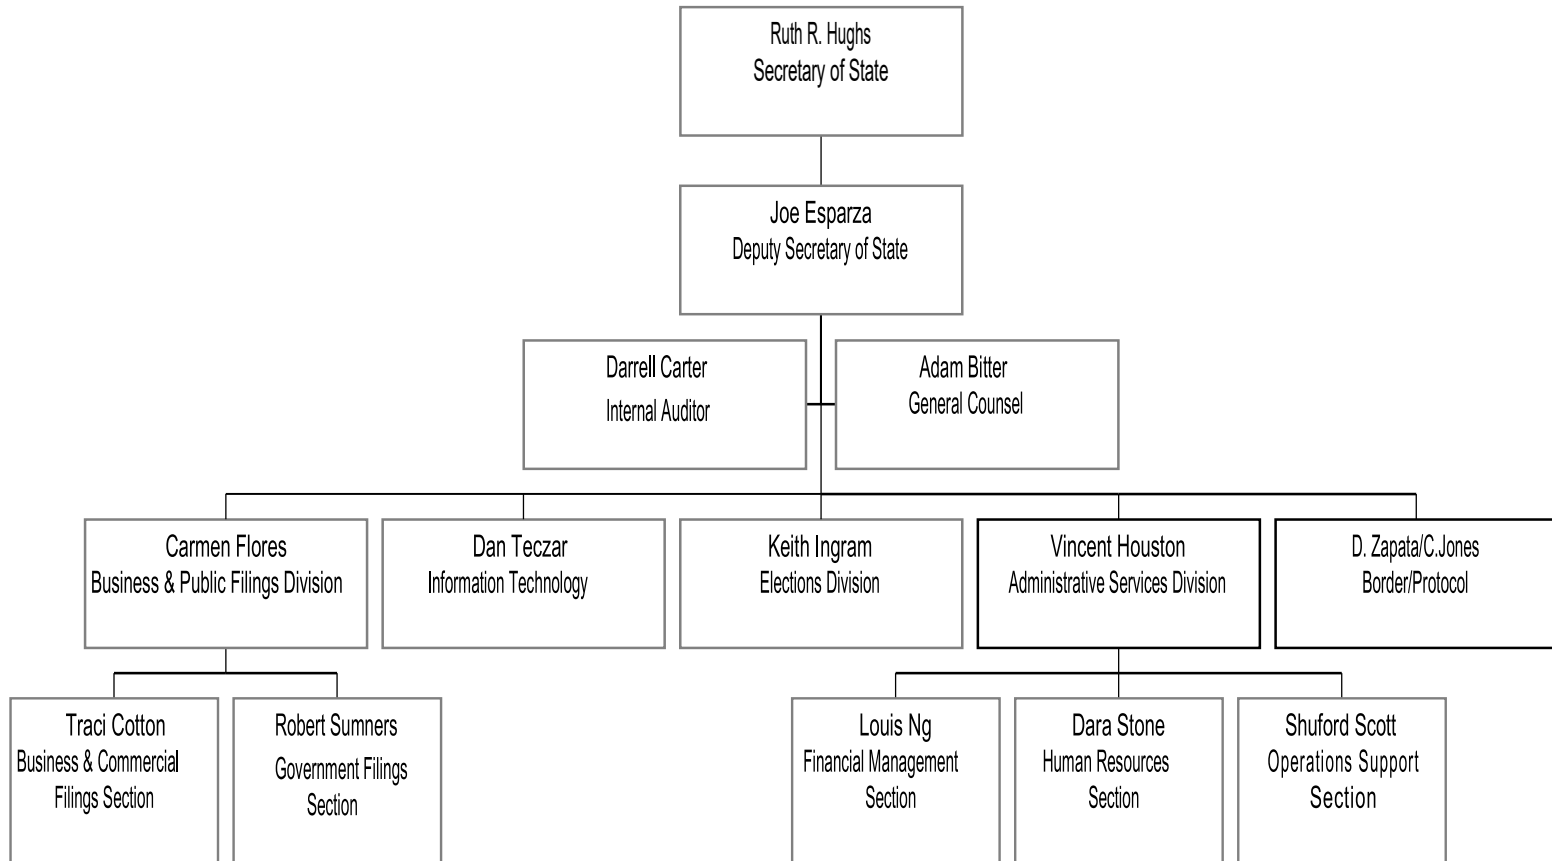 Ruth R. Hughs
Secretary of State
Joe Esparza
Deputy Secretary of State
Darrell Carter
Internal Auditor
Adam Bitter
General Counsel
Carmen Flores
Business & Public Filings Division
Dan Teczar
Information Technology
Keith Ingram
Elections Division
Vincent Houston
Administrative Services Division
D. Zapata/C.Jones
Border/Protocol
Traci Cotton
Business & Commercial
Filings Section
Robert Sumners
Government Filings
Section
Louis Ng
Financial Management
Section
Dara Stone
Human Resources
Section
Shuford Scott
Operations Support
Section